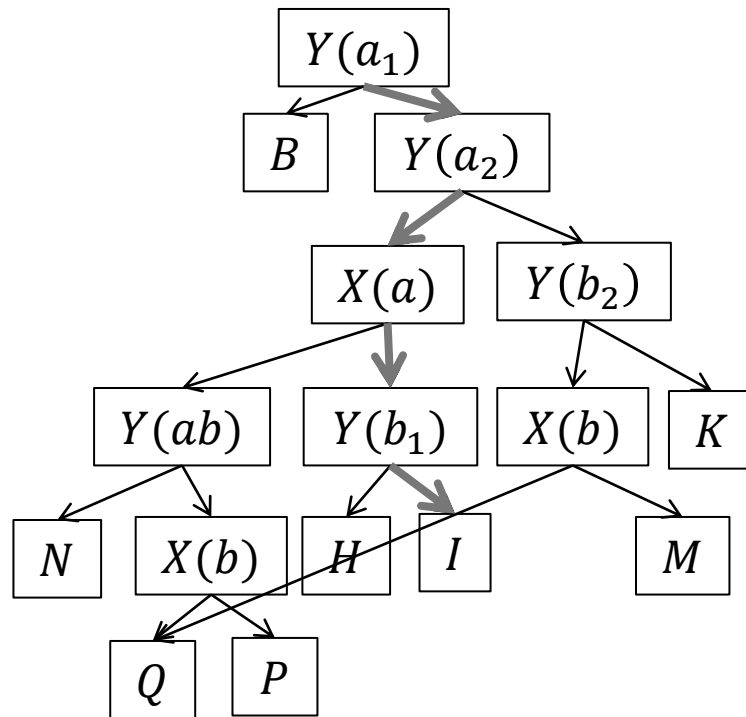 Y(a₁)
B
Y(a₂)
X(a)
Y(b₂)
Y(ab)
Y(b₁)
X(b)
K
N
X(b)
H
I
M
Q
P